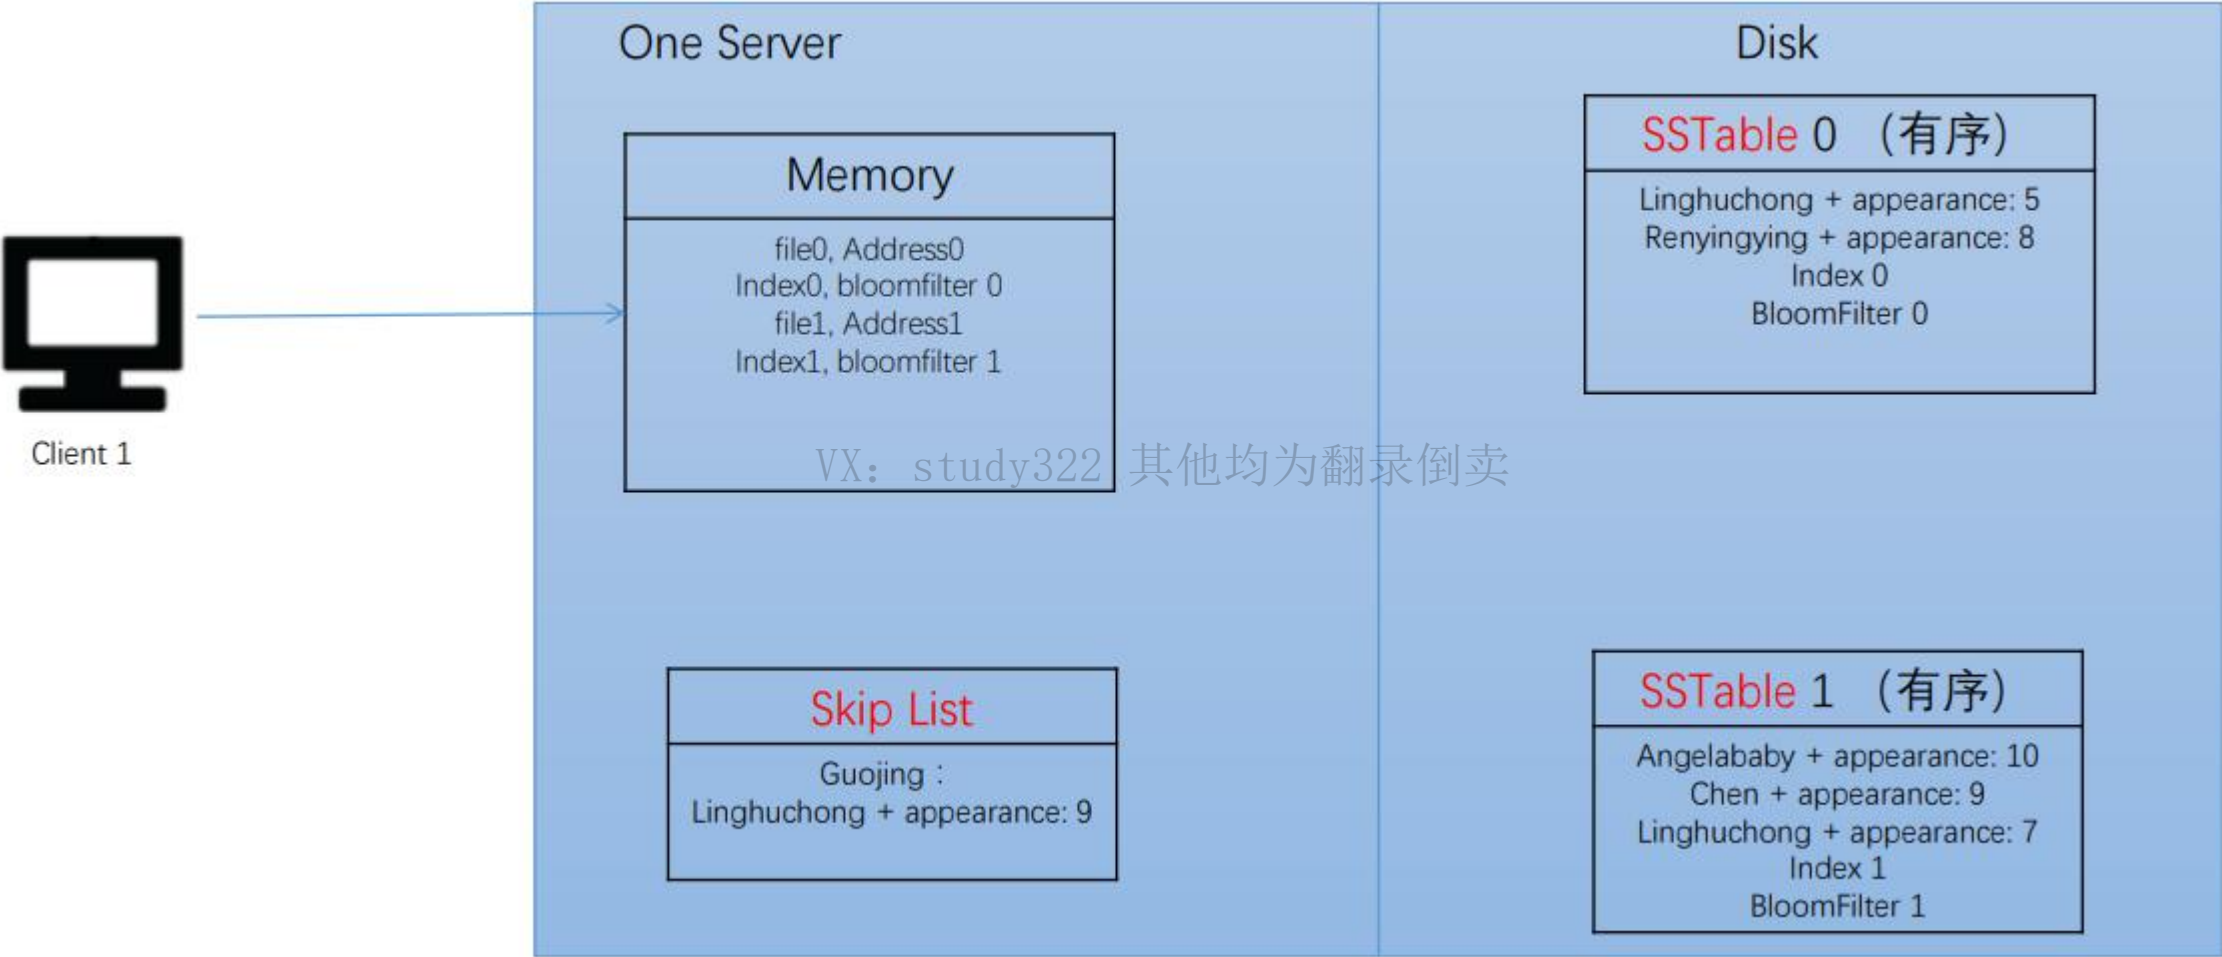 One Server
Disk
Memory
file0, Address0
Index0, bloomfilter 0
file1, Address1
Index1, bloomfilter 1
SSTable 0 （有序）
Linghuchong + appearance: 5
Renyingying + appearance: 8
Index 0
BloomFilter 0
Client 1
VX: study322 其他均为翻录倒卖
Skip List
Guojing：
Linghuchong + appearance: 9
SSTable 1 （有序）
Angelababy + appearance: 10
Chen + appearance: 9
Linghuchong + appearance: 7
Index 1
BloomFilter 1